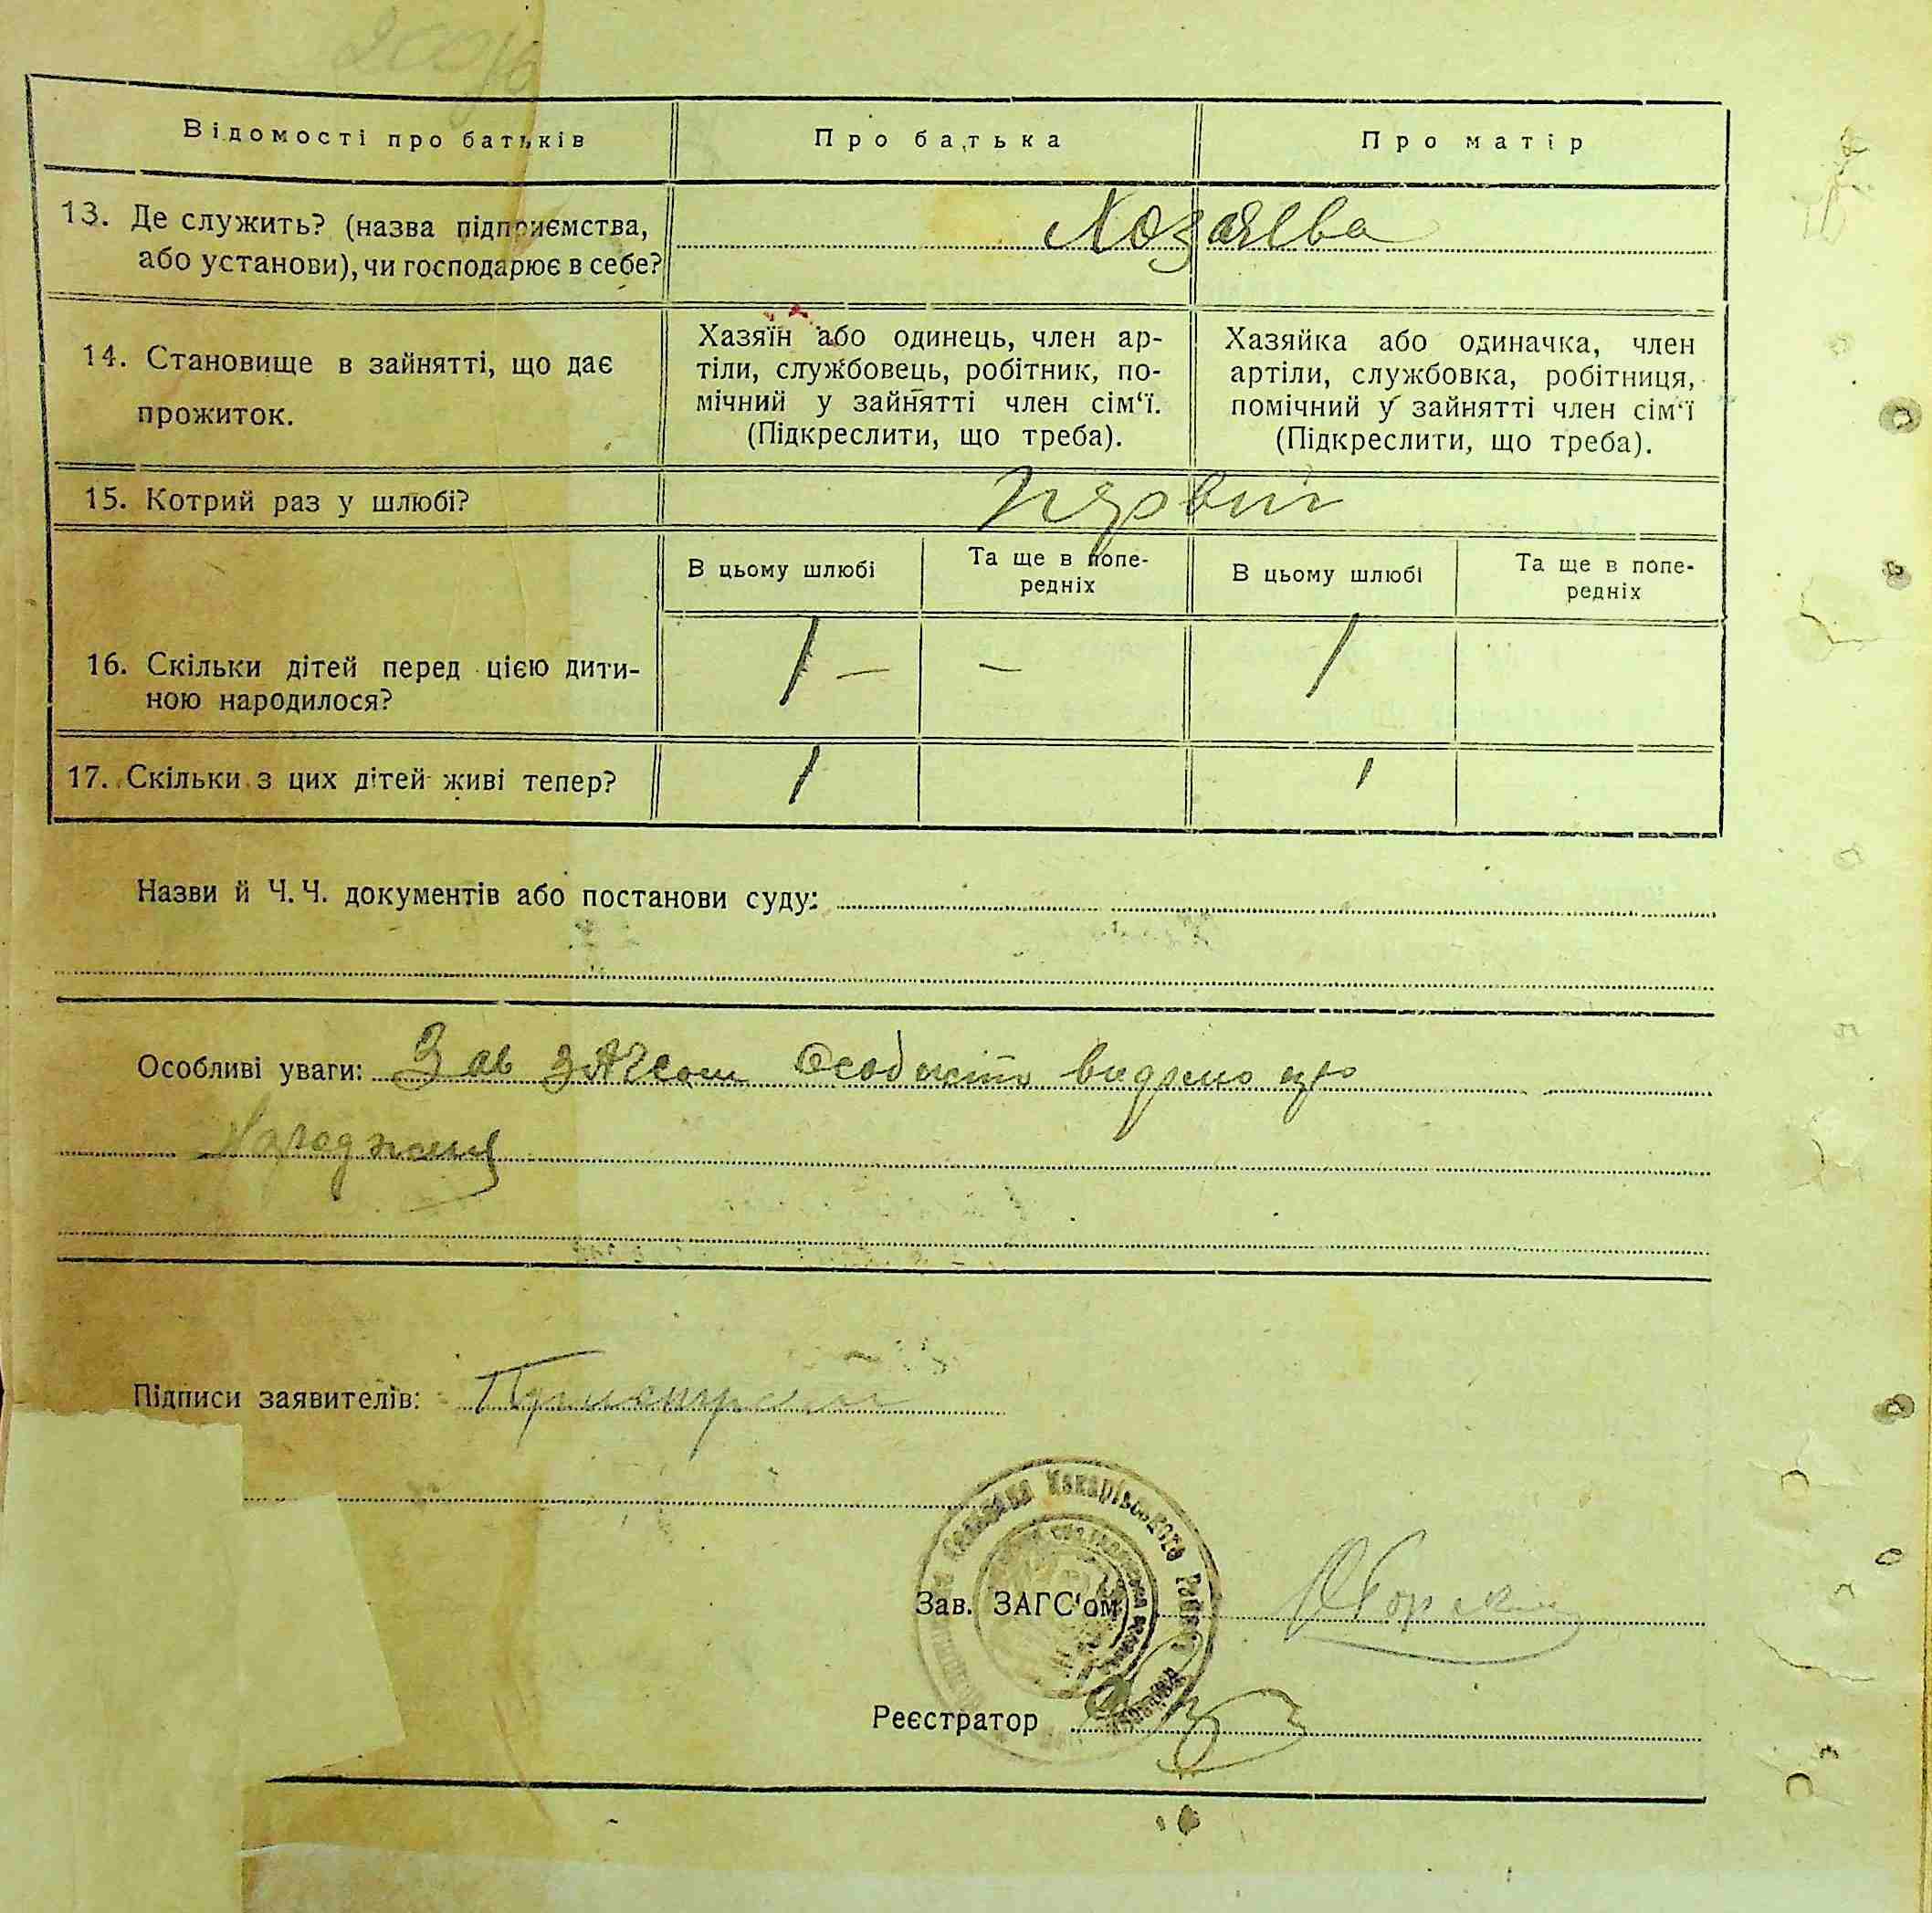 Відомості про батьків
Про батька
Про матір
13. Де служить? (назва підприємства,
або установи), чи господарює в себе?
Хозяева
14. Становище в зайнятті, що дає
прожиток.
Хазяїн або одинець, член ар-
тіли, службовець, робітник, по-
мічний у зайнятті член сім‘ї.
(Підкреслити, що треба).
Хазяйка або одиначка, член
артіли, службовка, робітниця,
помічний у зайнятті член сім‘ї
(Підкреслити, що треба).
15. Котрий раз у шлюбі?
В цьому шлюбі
Та ще в попе-
редніх
В цьому шлюбі
Та ще в попе-
редніх
16. Скільки дітей перед цією дити-
ною народилося?
1 – – 1
17. Скільки з цих дітей живі тепер?
1 1
Назви й Ч. Ч. документів або постанови суду:
Особливі уваги: Зав ЗАГСом
Підписи заявителів:
Макарівського Району
Зав. ЗАГС‘ом
Реєстратор